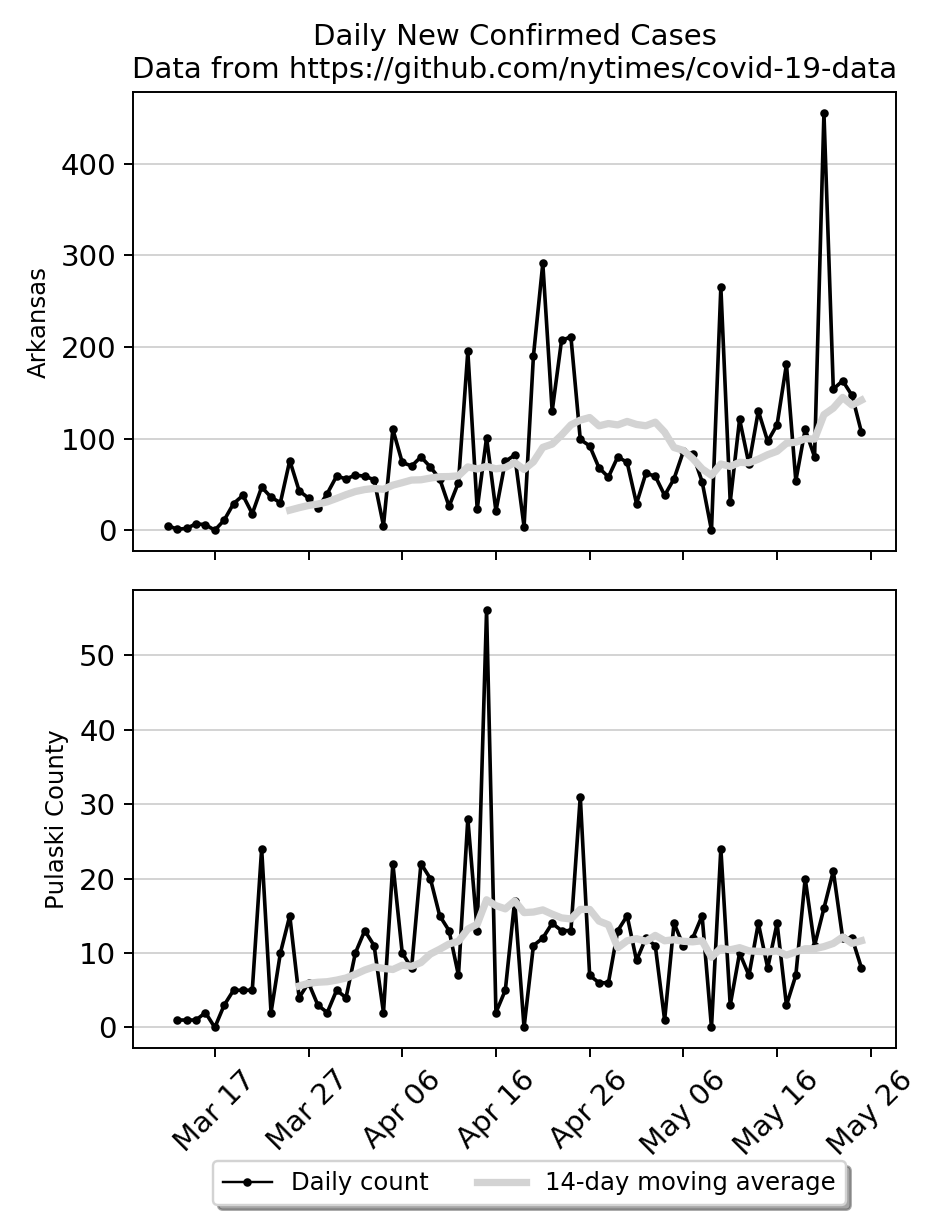 Daily New Confirmed Cases
Data from https://github.com/nytimes/covid-19-data
400
300
200
100
0
Arkansas
50
40
30
20
10
0
Pulaski County
Mar 17
Mar 27
Apr 06
Apr 16
Apr 26
May 06
May 16
May 26
Daily count
14-day moving average